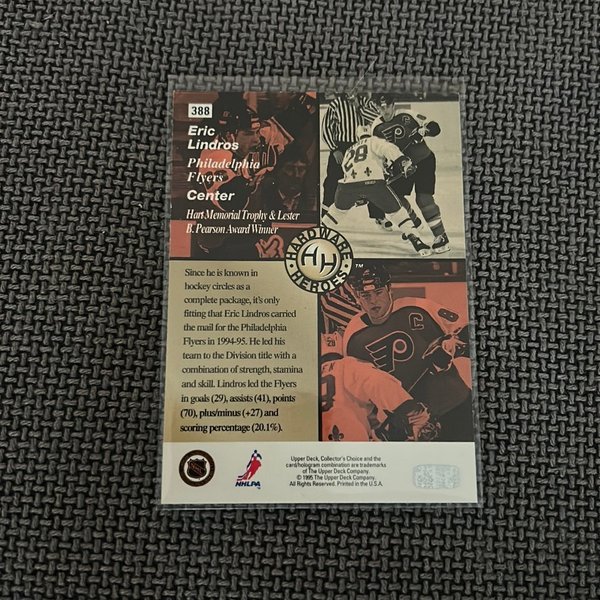 388
Eric
Lindros
Philadelphia
Flyers
Center
Hart Memorial Trophy & Lester
B. Pearson Award Winner
28
HARDWARE
HH
HEROES
TM
C
Since he is known in
hockey circles as a
complete package, it's only
fitting that Eric Lindros carried
the mail for the Philadelphia
Flyers in 1994-95. He led his
team to the Division title with a
combination of strength, stamina
and skill. Lindros led the Flyers
in goals (29), assists (41), points
(70), plus/minus (+27) and
scoring percentage (20.1%).
NHLPA
Upper Deck, Collector's Choice and the
card/hologram combination are trademarks
of The Upper Deck Company.
© 1995 The Upper Deck Company.
All Rights Reserved. Printed in the U.S.A.